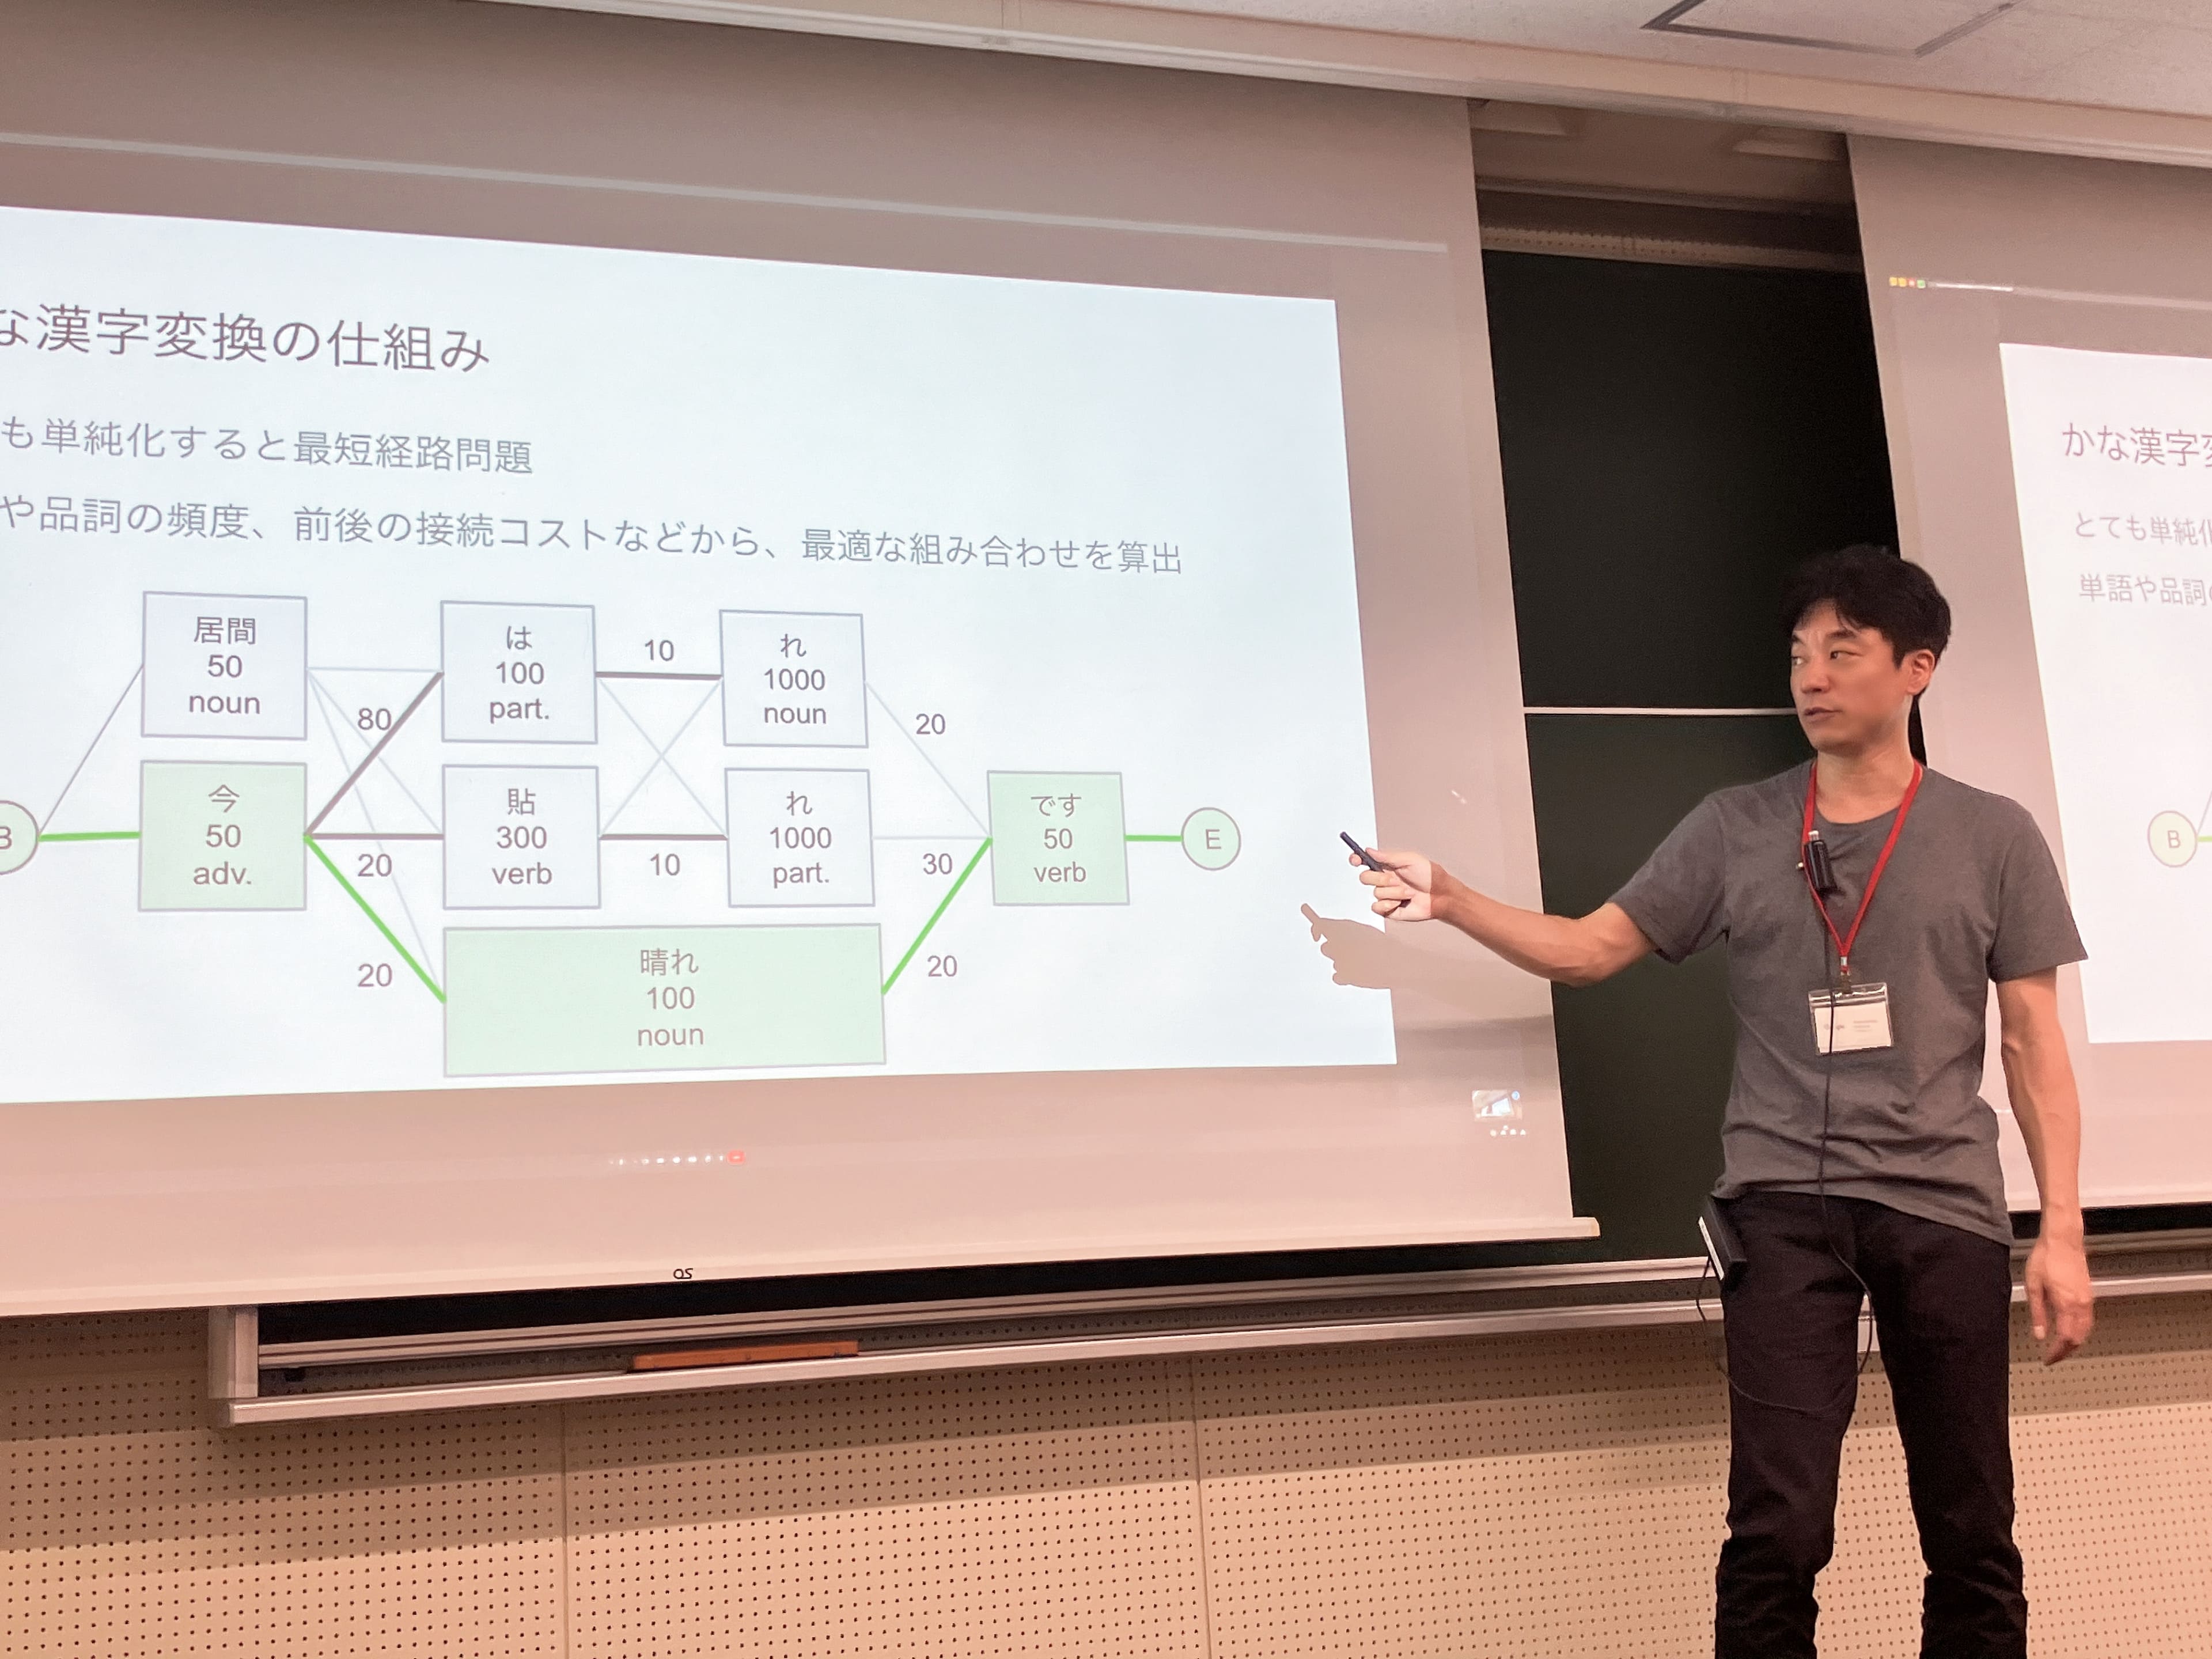 な漢字変換の仕組み
も単純化すると最短経路問題
や品詞の頻度、前後の接続コストなどから、最適な組み合わせを算出
居間
50
noun
は
100
part.
10
れ
1000
noun
80
20
B
今
50
adv.
20
貼
300
verb
10
れ
1000
part.
30
です
50
verb
E
20
晴れ
100
noun
20
OS
かな漢字変
とても単純化
単語や品詞の
B